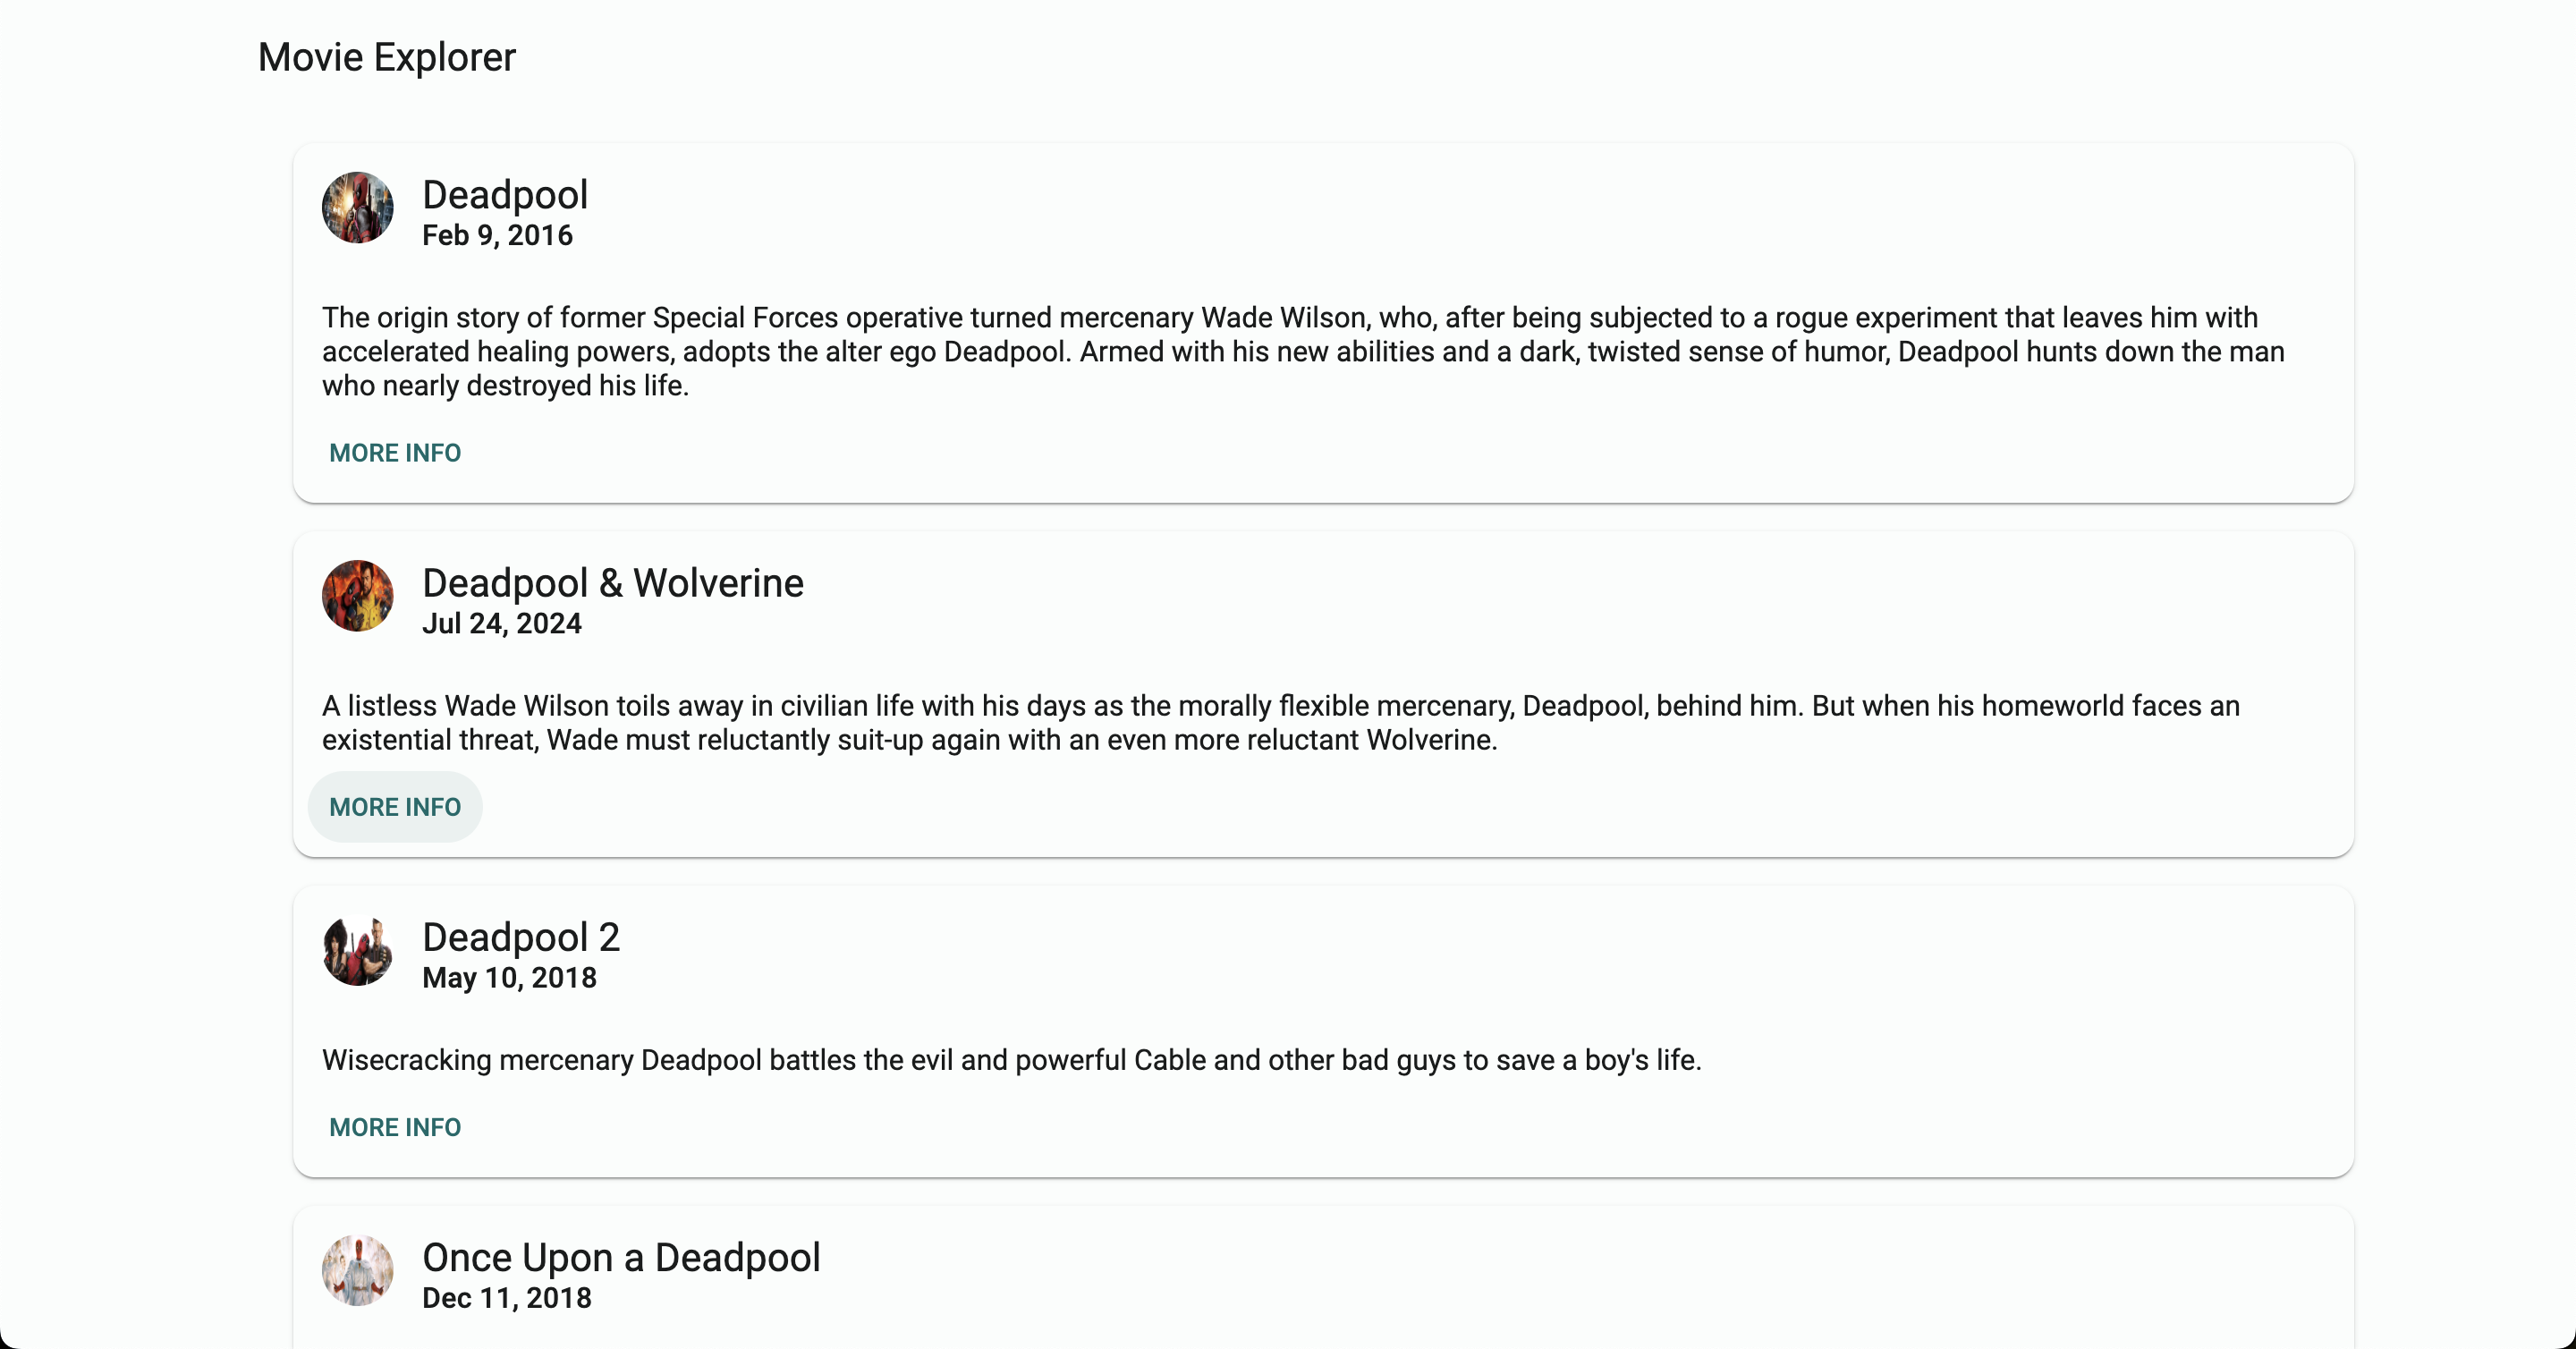 Movie Explorer
Deadpool
Feb 9, 2016
The origin story of former Special Forces operative turned mercenary Wade Wilson, who, after being subjected to a rogue experiment that leaves him with
accelerated healing powers, adopts the alter ego Deadpool. Armed with his new abilities and a dark, twisted sense of humor, Deadpool hunts down the man
who nearly destroyed his life.
MORE INFO
Deadpool & Wolverine
Jul 24, 2024
A listless Wade Wilson toils away in civilian life with his days as the morally flexible mercenary, Deadpool, behind him. But when his homeworld faces an
existential threat, Wade must reluctantly suit-up again with an even more reluctant Wolverine.
MORE INFO
Deadpool 2
May 10, 2018
Wisecracking mercenary Deadpool battles the evil and powerful Cable and other bad guys to save a boy's life.
MORE INFO
Once Upon a Deadpool
Dec 11, 2018